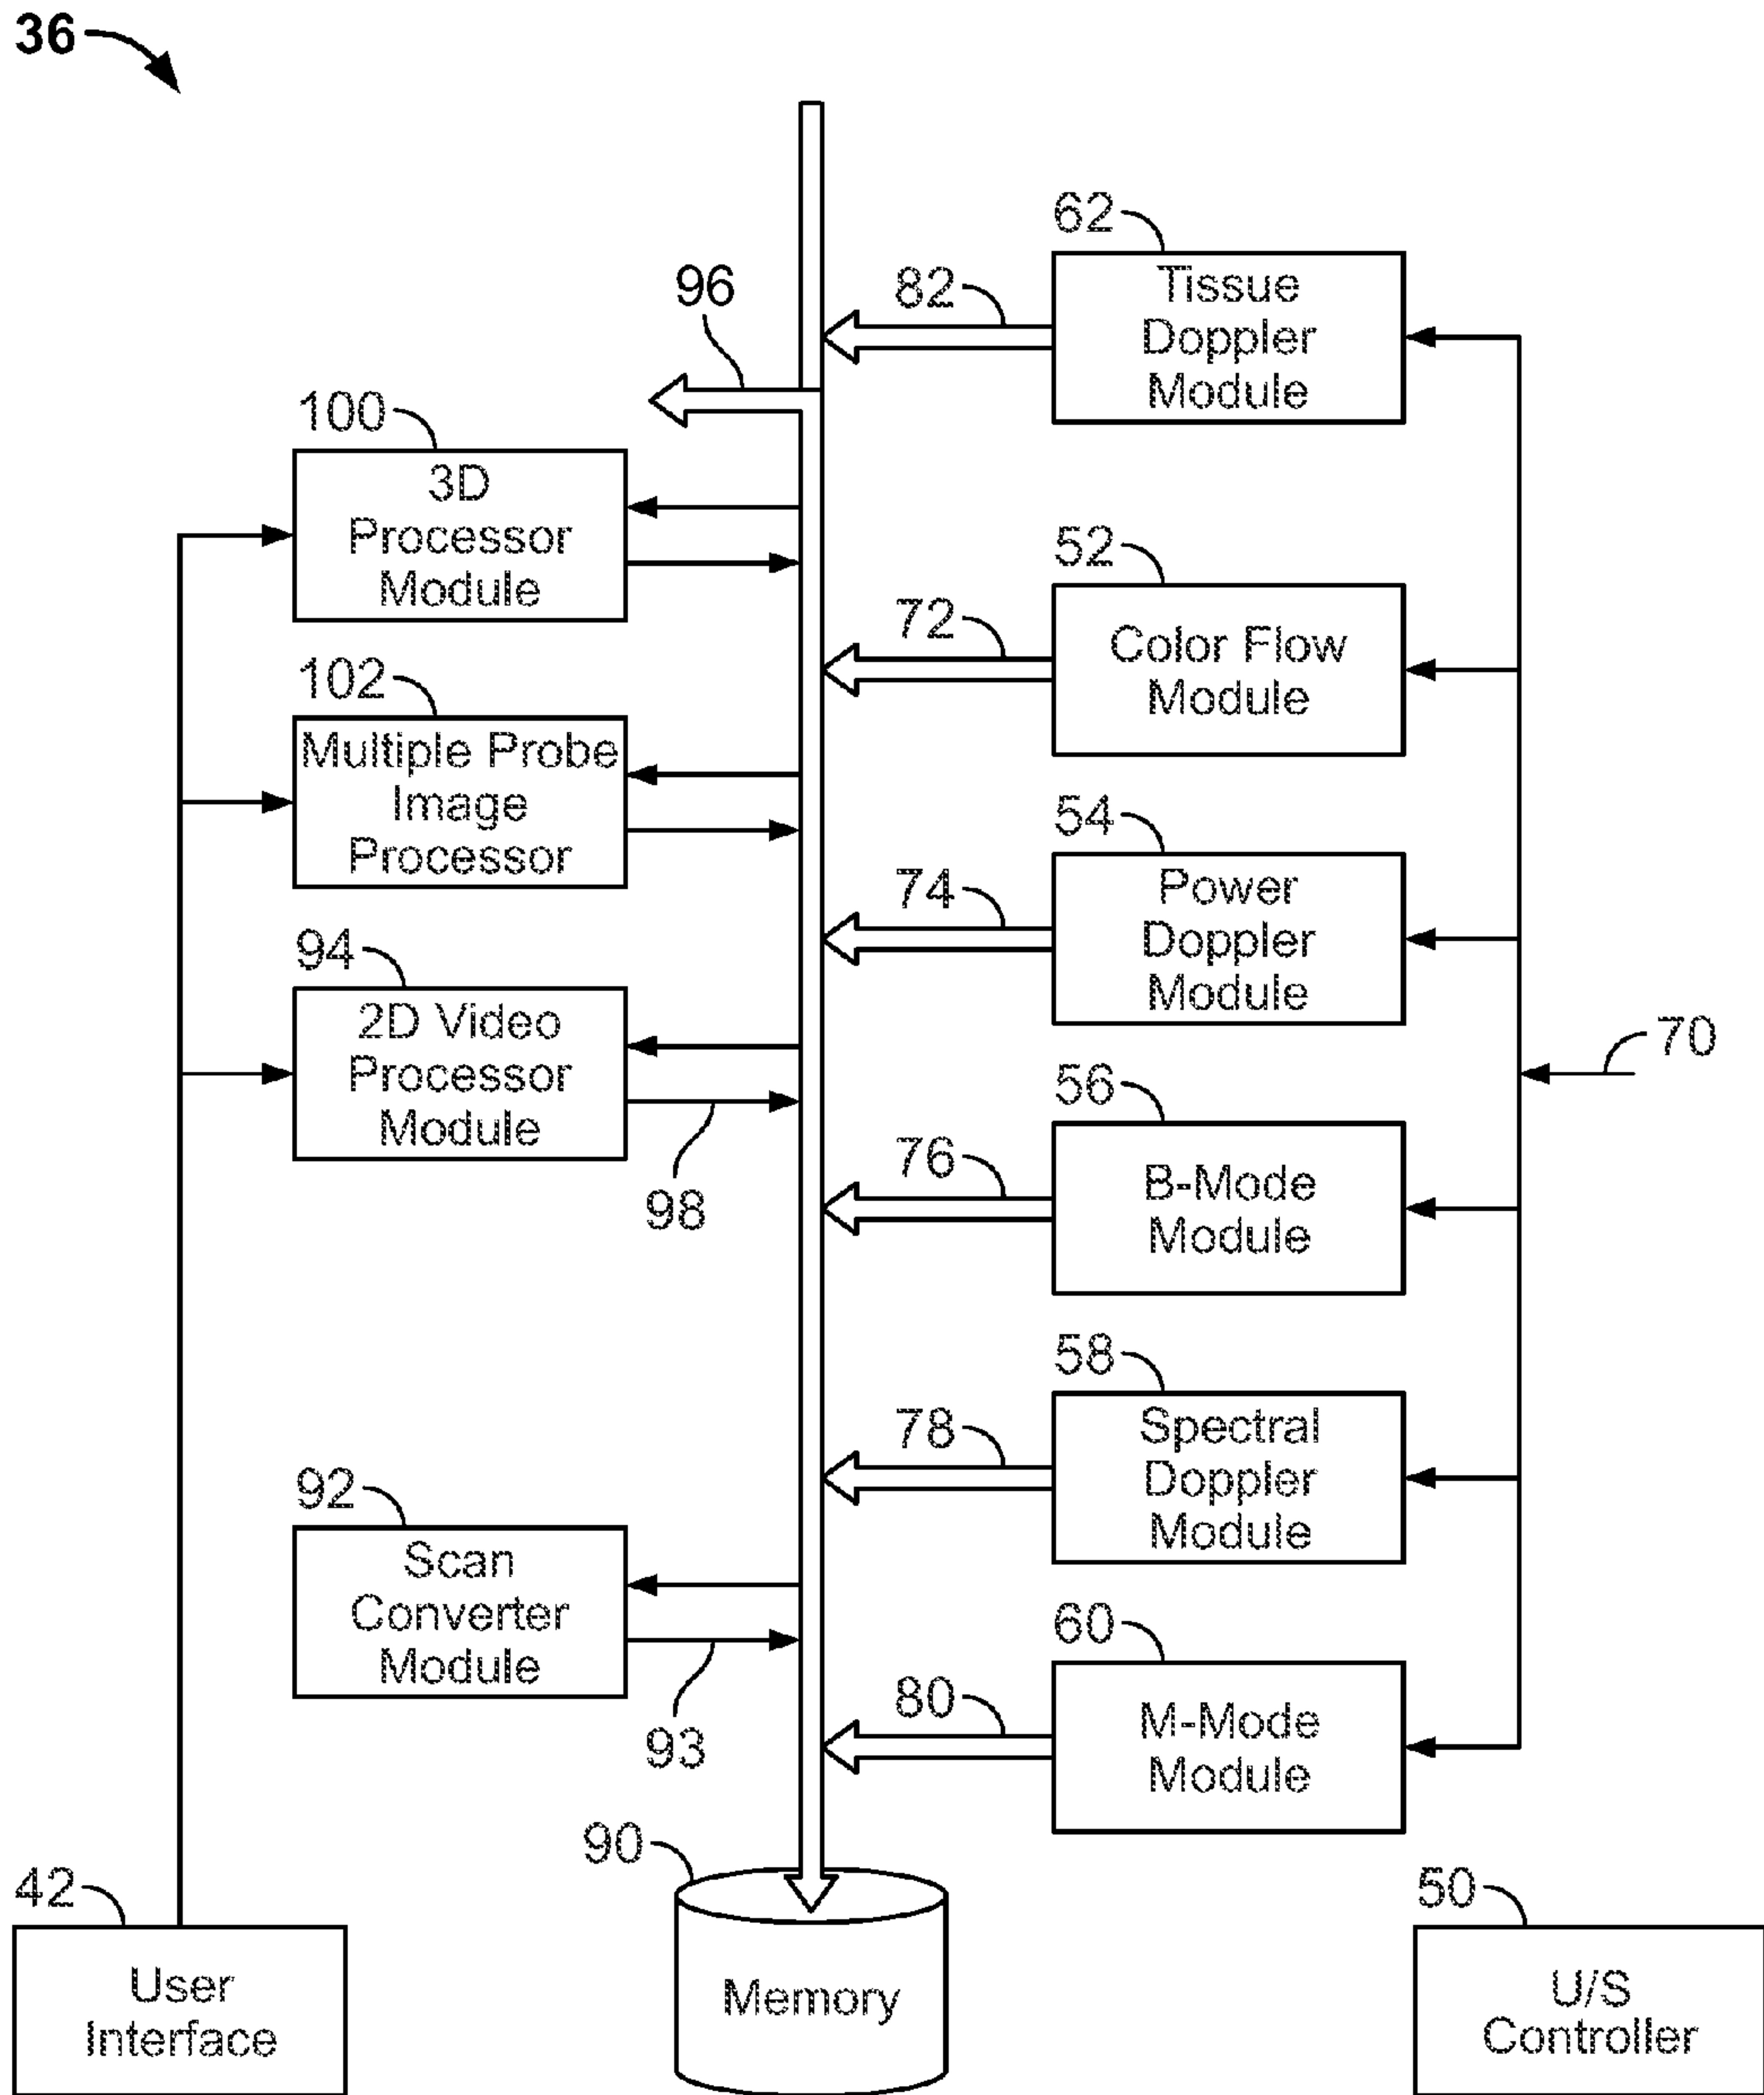 36
62
Tissue
Doppler
Module
82
96
100
3D
Processor
Module
52
Color Flow
Module
72
102
Multiple Probe
Image
Processor
54
Power
Doppler
Module
74
94
2D Video
Processor
Module
98
70
56
B-Mode
Module
76
58
Spectral
Doppler
Module
78
92
Scan
Converter
Module
93
60
M-Mode
Module
80
90
Memory
42
User
Interface
50
U/S
Controller